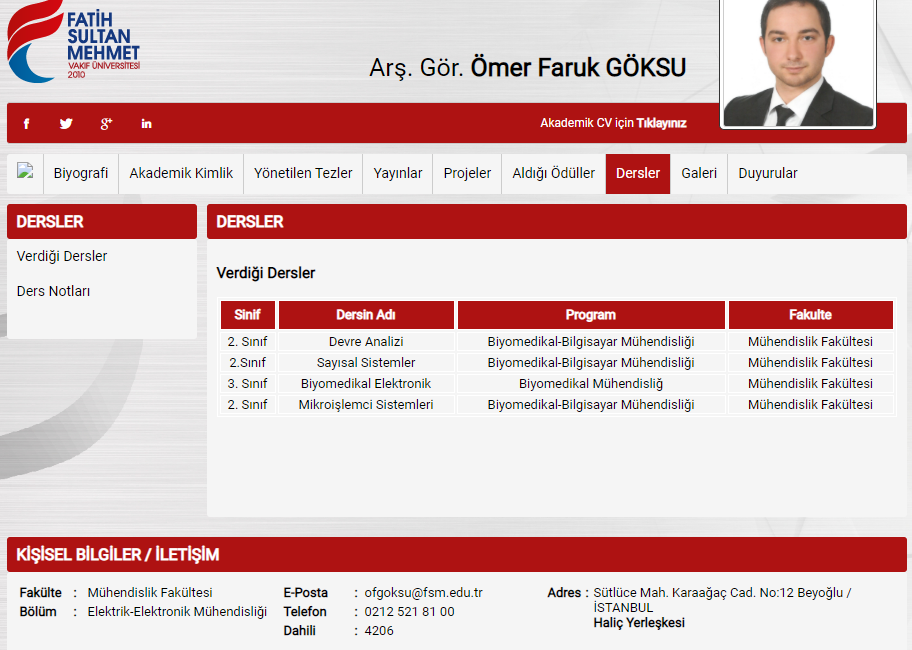 FATİH
SULTAN
MEHMET
VAKIF ÜNİVERSİTESİ
2010
Arş. Gör. Ömer Faruk GÖKSU
Akademik CV için Tıklayınız
Biyografi Akademik Kimlik Yönetilen Tezler Yayınlar Projeler Aldığı Ödüller Dersler Galeri Duyurular
DERSLER
Verdiği Dersler
Ders Notları
DERSLER
Verdiği Dersler
Sinif Dersin Adı Program Fakulte
2. Sınıf Devre Analizi Biyomedikal-Bilgisayar Mühendisliği Mühendislik Fakültesi
2.Sınıf Sayısal Sistemler Biyomedikal-Bilgisayar Mühendisliği Mühendislik Fakültesi
3. Sınıf Biyomedikal Elektronik Biyomedikal Mühendisliğ Mühendislik Fakültesi
2. Sınıf Mikroişlemci Sistemleri Biyomedikal-Bilgisayar Mühendisliği Mühendislik Fakültesi
KİŞİSEL BİLGİLER / İLETİŞİM
Fakülte : Mühendislik Fakültesi
Bölüm : Elektrik-Elektronik Mühendisliği
E-Posta : ofgoksu@fsm.edu.tr
Telefon : 0212 521 81 00
Dahili : 4206
Adres : Sütlüce Mah. Karaağaç Cad. No:12 Beyoğlu /
İSTANBUL
Haliç Yerleşkesi